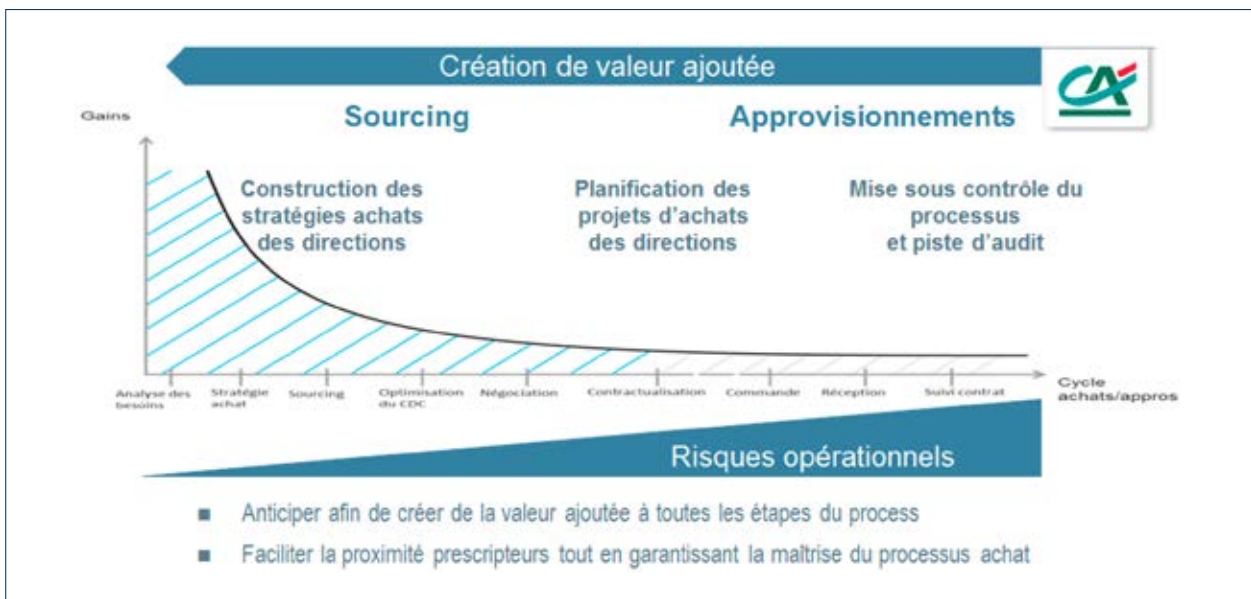 Création de valeur ajoutée
CA
Gains
Sourcing
Approvisionnements
Construction des
stratégies achats
des directions
Planification des
projets d'achats
des directions
Mise sous contrôle du
processus
et piste d'audit
Analyse des
besoins
Stratégie
achat
Sourcing
Optimisation
du CDC
Négociation
Contractualisation
Commande
Réception
Suivi contrat
Cycle
achats/appros
Risques opérationnels
■ Anticiper afin de créer de la valeur ajoutée à toutes les étapes du process
■ Faciliter la proximité prescripteurs tout en garantissant la maîtrise du processus achat